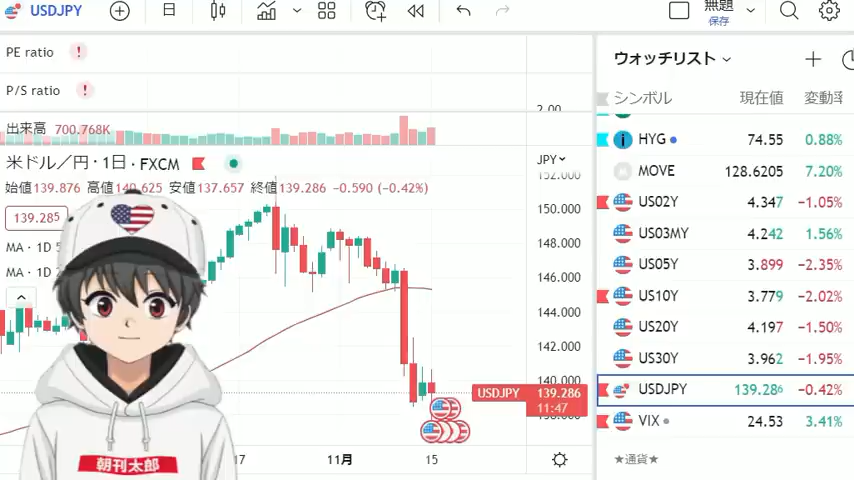 USDJPY
無題
保存
PE ratio
P/S ratio
2.00
出来高 700.768K
米ドル／円・1日・FXCM
始値139.876 高値140.625 安値137.657 終値139.286 −0.590 (−0.42%)
139.285
MA · 1D
MA · 1D
JPY
152.000
150.000
148.000
146.000
144.000
142.000
140.000
USDJPY 139.286
11:47
17
11月
15
朝刊太郎
ウォッチリスト
シンボル 現在値 変動率
HYG 74.55 0.88%
MOVE 128.6205 7.20%
US02Y 4.347 −1.05%
US03MY 4.242 1.56%
US05Y 3.899 −2.35%
US10Y 3.779 −2.02%
US20Y 4.197 −1.50%
US30Y 3.962 −1.95%
USDJPY 139.286 −0.42%
VIX 24.53 3.41%
★通貨★